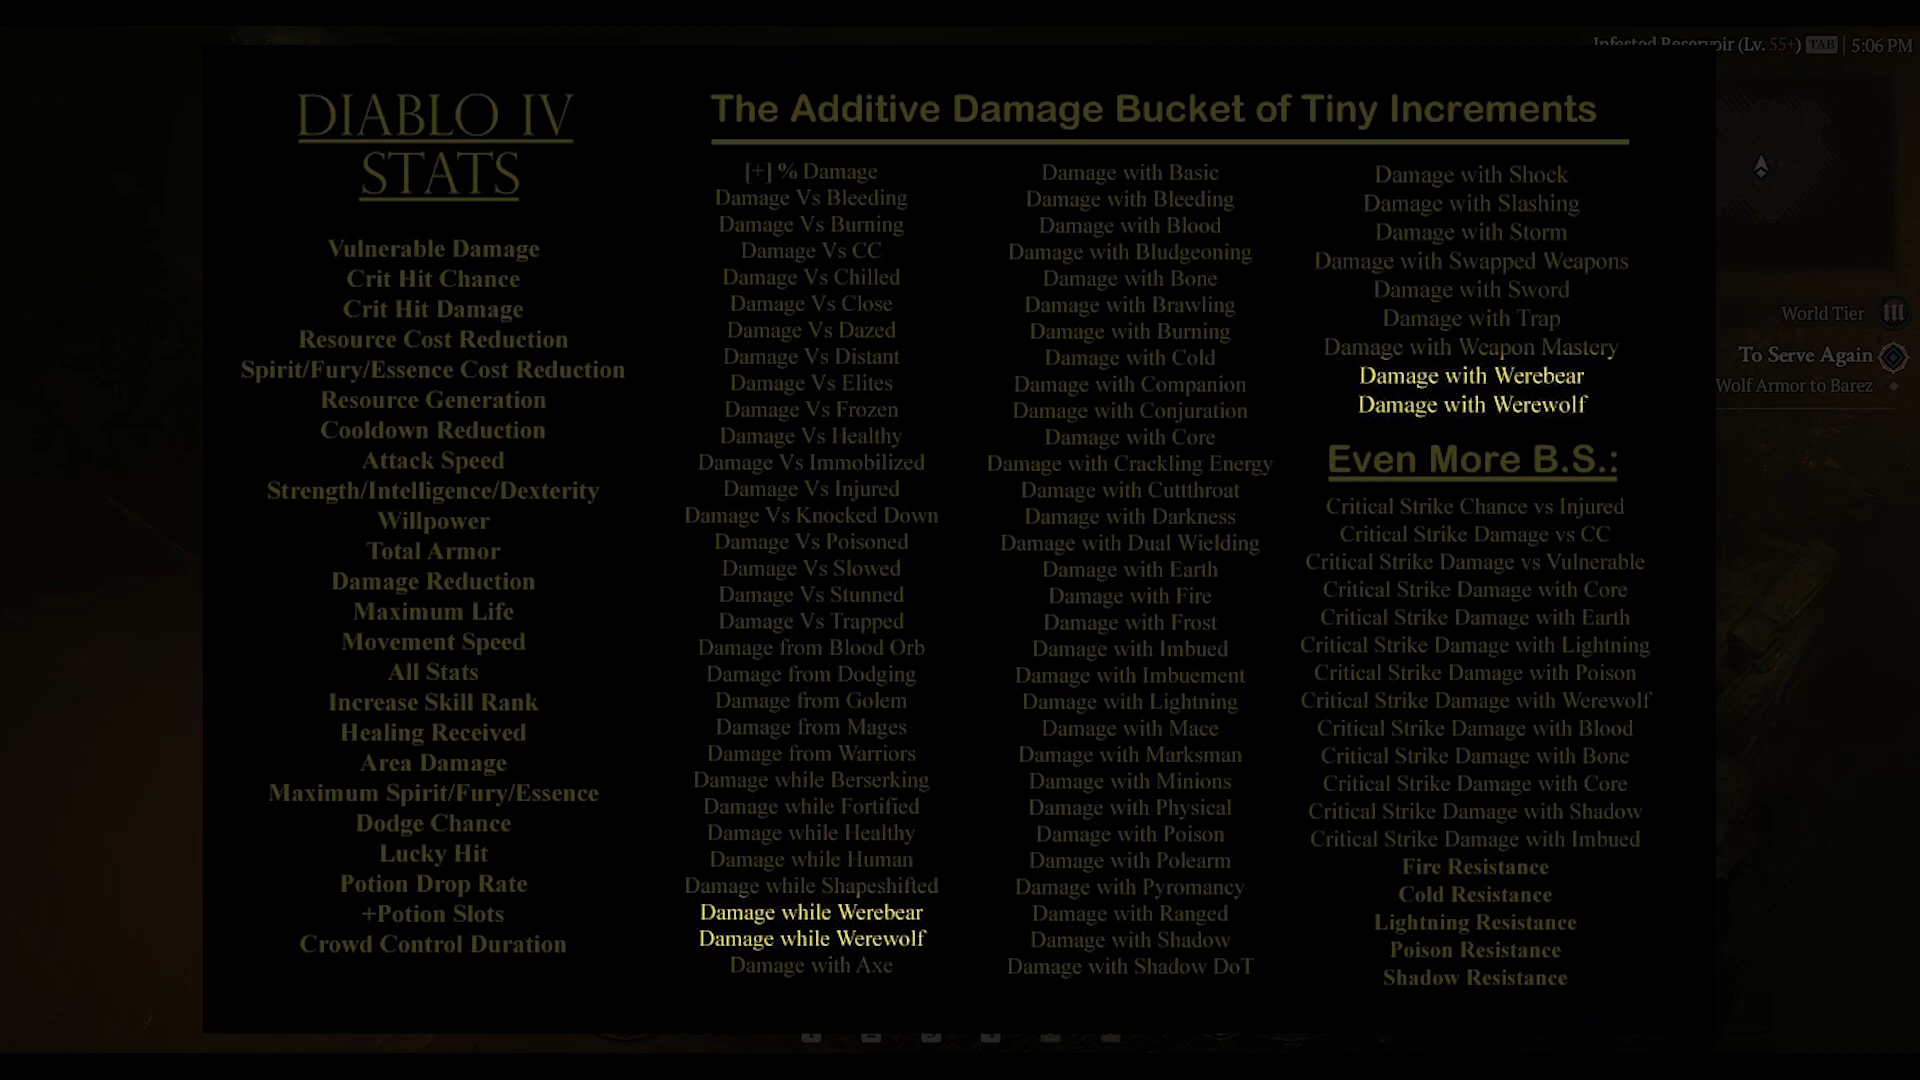 Infested Reservoir (Lv. 55+) TAB 5:06 PM
DIABLO IV
STATS
Vulnerable Damage
Crit Hit Chance
Crit Hit Damage
Resource Cost Reduction
Spirit/Fury/Essence Cost Reduction
Resource Generation
Cooldown Reduction
Attack Speed
Strength/Intelligence/Dexterity
Willpower
Total Armor
Damage Reduction
Maximum Life
Movement Speed
All Stats
Increase Skill Rank
Healing Received
Area Damage
Maximum Spirit/Fury/Essence
Dodge Chance
Lucky Hit
Potion Drop Rate
+Potion Slots
Crowd Control Duration
The Additive Damage Bucket of Tiny Increments
[+] % Damage
Damage Vs Bleeding
Damage Vs Burning
Damage Vs CC
Damage Vs Chilled
Damage Vs Close
Damage Vs Dazed
Damage Vs Distant
Damage Vs Elites
Damage Vs Frozen
Damage Vs Healthy
Damage Vs Immobilized
Damage Vs Injured
Damage Vs Knocked Down
Damage Vs Poisoned
Damage Vs Slowed
Damage Vs Stunned
Damage Vs Trapped
Damage from Blood Orb
Damage from Dodging
Damage from Golem
Damage from Mages
Damage from Warriors
Damage while Berserking
Damage while Fortified
Damage while Healthy
Damage while Human
Damage while Shapeshifted
Damage while Werebear
Damage while Werewolf
Damage with Axe
Damage with Basic
Damage with Bleeding
Damage with Blood
Damage with Bludgeoning
Damage with Bone
Damage with Brawling
Damage with Burning
Damage with Cold
Damage with Companion
Damage with Conjuration
Damage with Core
Damage with Crackling Energy
Damage with Cuttthroat
Damage with Darkness
Damage with Dual Wielding
Damage with Earth
Damage with Fire
Damage with Frost
Damage with Imbued
Damage with Imbuement
Damage with Lightning
Damage with Mace
Damage with Marksman
Damage with Minions
Damage with Physical
Damage with Poison
Damage with Polearm
Damage with Pyromancy
Damage with Ranged
Damage with Shadow
Damage with Shadow DoT
Damage with Shock
Damage with Slashing
Damage with Storm
Damage with Swapped Weapons
Damage with Sword
Damage with Trap
Damage with Weapon Mastery
Damage with Werebear
Damage with Werewolf
Even More B.S.:
Critical Strike Chance vs Injured
Critical Strike Damage vs CC
Critical Strike Damage vs Vulnerable
Critical Strike Damage with Core
Critical Strike Damage with Earth
Critical Strike Damage with Lightning
Critical Strike Damage with Poison
Critical Strike Damage with Werewolf
Critical Strike Damage with Blood
Critical Strike Damage with Bone
Critical Strike Damage with Core
Critical Strike Damage with Shadow
Critical Strike Damage with Imbued
Fire Resistance
Cold Resistance
Lightning Resistance
Poison Resistance
Shadow Resistance
World Tier III
To Serve Again
Wolf Armor to Barez